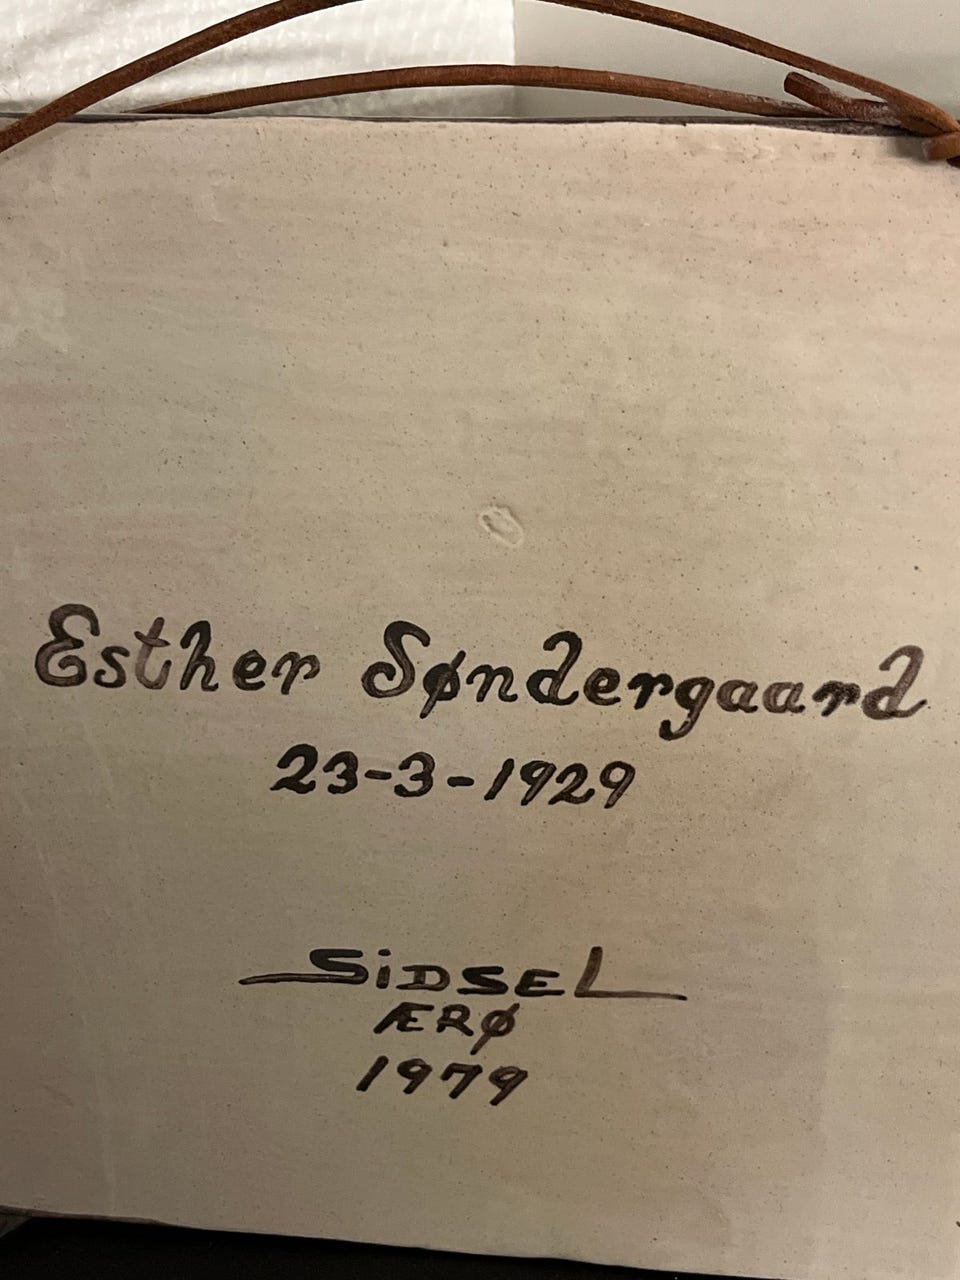 Esther Søndergaard
23-3-1929
SiDSEL
ÆRØ
1979